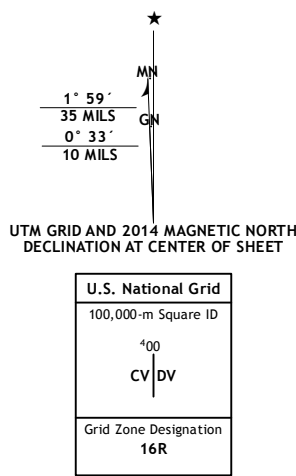 ★
MN
1° 59´
35 MILS
GN
0° 33´
10 MILS
UTM GRID AND 2014 MAGNETIC NORTH
DECLINATION AT CENTER OF SHEET
U.S. National Grid
100,000-m Square ID
⁴00
CV DV
Grid Zone Designation
16R